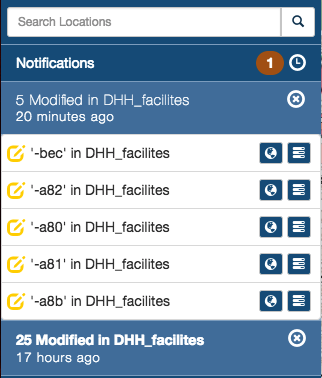 Search Locations
Notifications 1
5 Modified in DHH_facilites
20 minutes ago
'-bec' in DHH_facilites
'-a82' in DHH_facilites
'-a80' in DHH_facilites
'-a81' in DHH_facilites
'-a8b' in DHH_facilites
25 Modified in DHH_facilites
17 hours ago